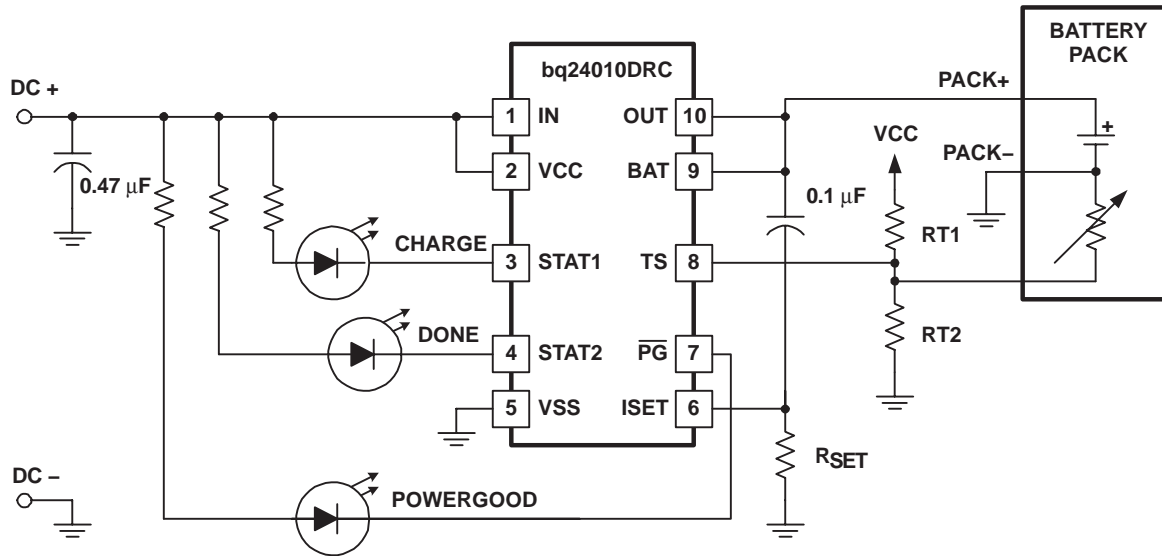 BATTERY
PACK
bq24010DRC
DC +
PACK+
1 IN OUT 10
VCC
PACK–
2 VCC BAT 9
0.47 μF
0.1 μF
RT1
CHARGE
3 STAT1 TS 8
+
DONE
RT2
4 STAT2 PG 7
5 VSS ISET 6
RSET
DC –
POWERGOOD